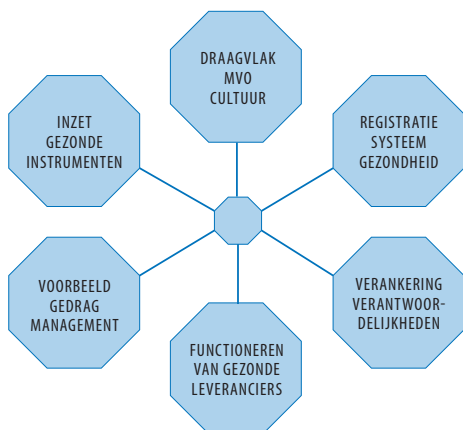 DRAAGVLAK
MVO
CULTUUR
INZET
GEZONDE
INSTRUMENTEN
REGISTRATIE
SYSTEEM
GEZONDHEID
VOORBEELD
GEDRAG
MANAGEMENT
VERANKERING
VERANTWOOR-
DELIJKHEDEN
FUNCTIONEREN
VAN GEZONDE
LEVERANCIERS